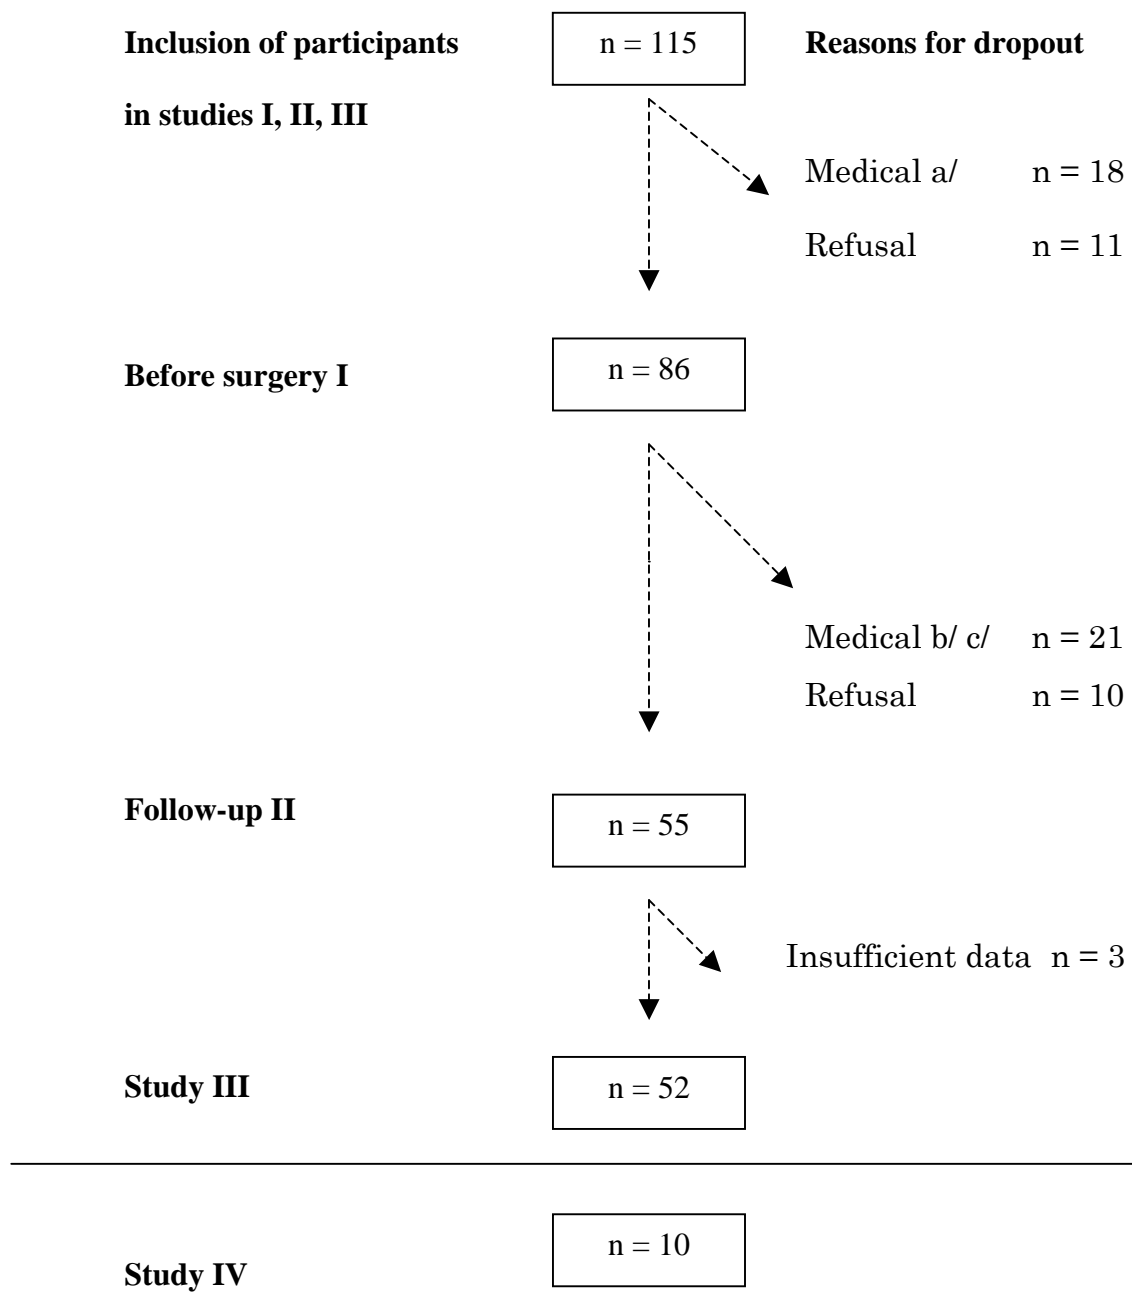 Inclusion of participants n = 115 Reasons for dropout
in studies I, II, III
Medical a/ n = 18
Refusal n = 11
Before surgery I n = 86
Medical b/ c/ n = 21
Refusal n = 10
Follow-up II n = 55
Insufficient data n = 3
Study III n = 52
n = 10
Study IV